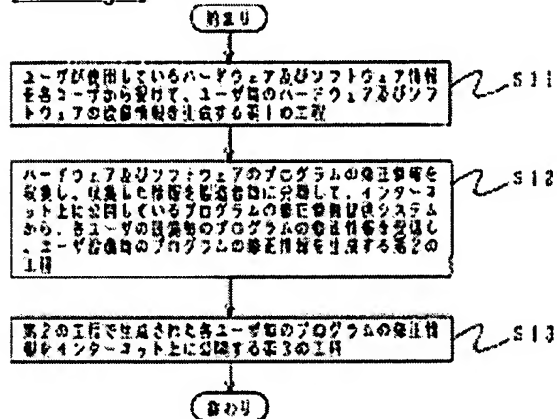 始まり
ユーザが使用しているハードウェア及びソフトウェア情報
を各ユーザから受けて、ユーザ毎のハードウェア及びソフ
トウェアの設備情報を生成する第1の工程
S11
ハードウェア及びソフトウェアのプログラムの修正情報を
収集し、収集した情報を製造者毎に分類して、インターネ
ット上に公開しているプログラムの修正情報提供システム
から、各ユーザの設備毎のプログラムの修正情報を受信し
、ユーザ設備毎のプログラムの修正情報を生成する第2の
工程
S12
第2の工程で生成された各ユーザ毎のプログラムの修正情
報をインターネット上に公開する第3の工程
S13
終わり